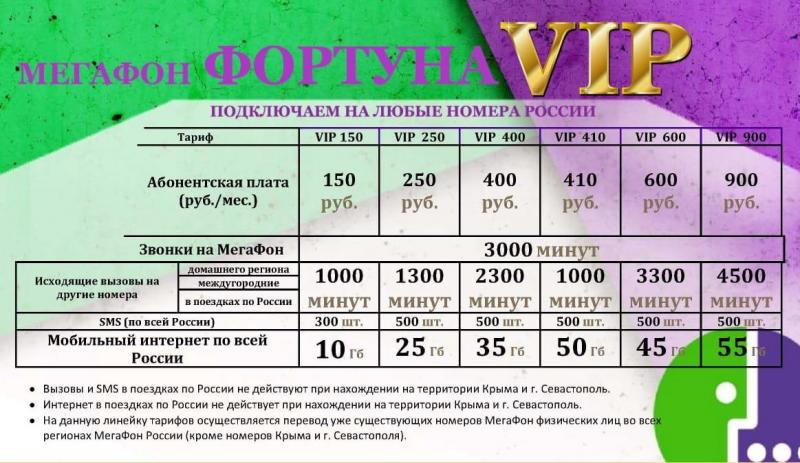 МЕГАФОН ФОРТУНА VIP
ПОДКЛЮЧАЕМ НА ЛЮБЫЕ НОМЕРА РОССИИ
Тариф VIP 150 VIP 250 VIP 400 VIP 410 VIP 600 VIP 900
Абонентская плата 150 250 400 410 600 900
(руб./мес.) руб. руб. руб. руб. руб. руб.
Звонки на МегаФон 3000 минут
Исходящие вызовы на другие номера
домашнего региона
междугородние
в поездках по России
1000 минут 1300 минут 2300 минут 1000 минут 3300 минут 4500 минут
SMS (по всей России) 300 шт. 500 шт. 500 шт. 500 шт. 500 шт. 500 шт.
Мобильный интернет по всей России 10 Гб 25 Гб 35 Гб 50 Гб 45 Гб 55 Гб
• Вызовы и SMS в поездках по России не действуют при нахождении на территории Крыма и г. Севастополь.
• Интернет в поездках по России не действует при нахождении на территории Крыма и г. Севастополь.
• На данную линейку тарифов осуществляется перевод уже существующих номеров МегаФон физических лиц во всех
регионах МегаФон России (кроме номеров Крыма и г. Севастополя).